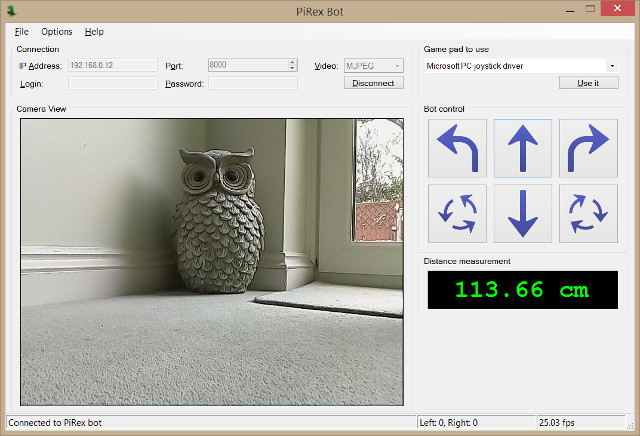 PiRex Bot
File Options Help
Connection
IP Address: 192.168.0.12 Port: 8000 Video: MJPEG
Login: Password: Disconnect
Game pad to use
Microsoft PC-joystick driver
Use it
Camera View
Bot control
Distance measurement
113.66 cm
Connected to PiRex bot Left: 0, Right: 0 25.03 fps